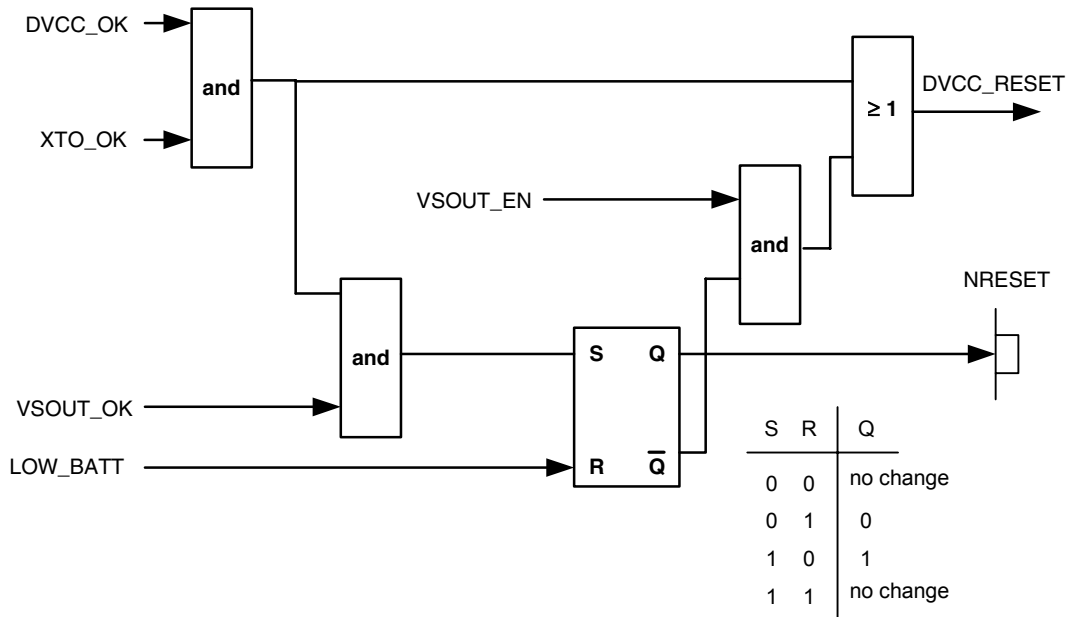 DVCC_OK
and
XTO_OK
DVCC_RESET
≥ 1
VSOUT_EN
and
NRESET
and
S Q
R Q̅
VSOUT_OK
LOW_BATT
S R Q
0 0 no change
0 1 0
1 0 1
1 1 no change